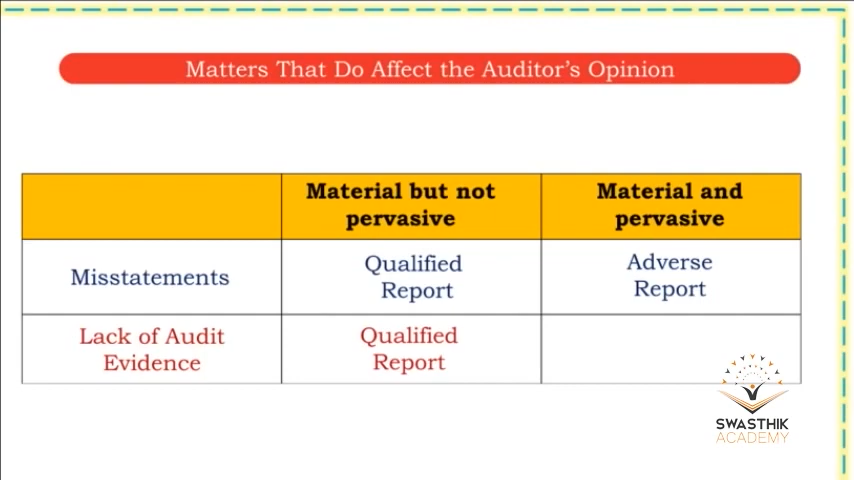 Matters That Do Affect the Auditor's Opinion
Material but not
pervasive
Material and
pervasive
Misstatements
Qualified
Report
Adverse
Report
Lack of Audit
Evidence
Qualified
Report
SWASTHIK
ACADEMY